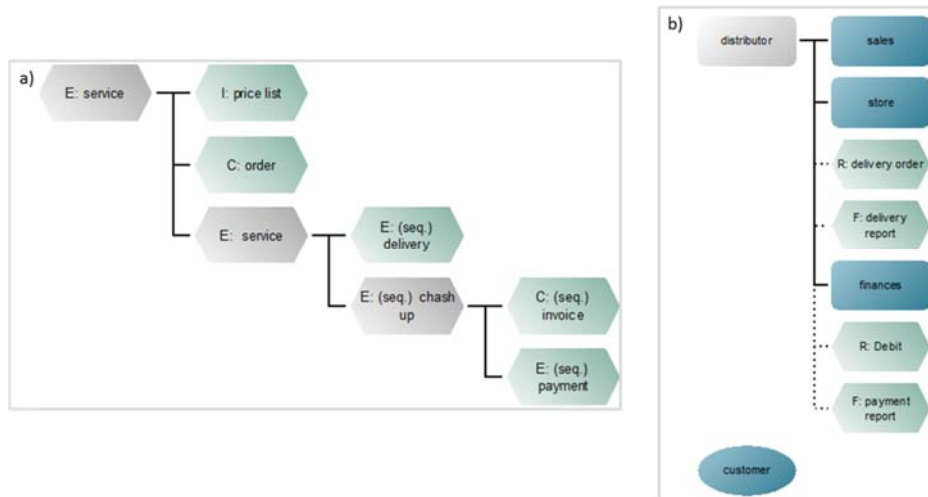 a)
E: service
I: price list
C: order
E: service
E: (seq.)
delivery
E: (seq.) chash
up
C: (seq.)
invoice
E: (seq.)
payment
b)
distributor
sales
store
R: delivery order
F: delivery
report
finances
R: Debit
F: payment
report
customer